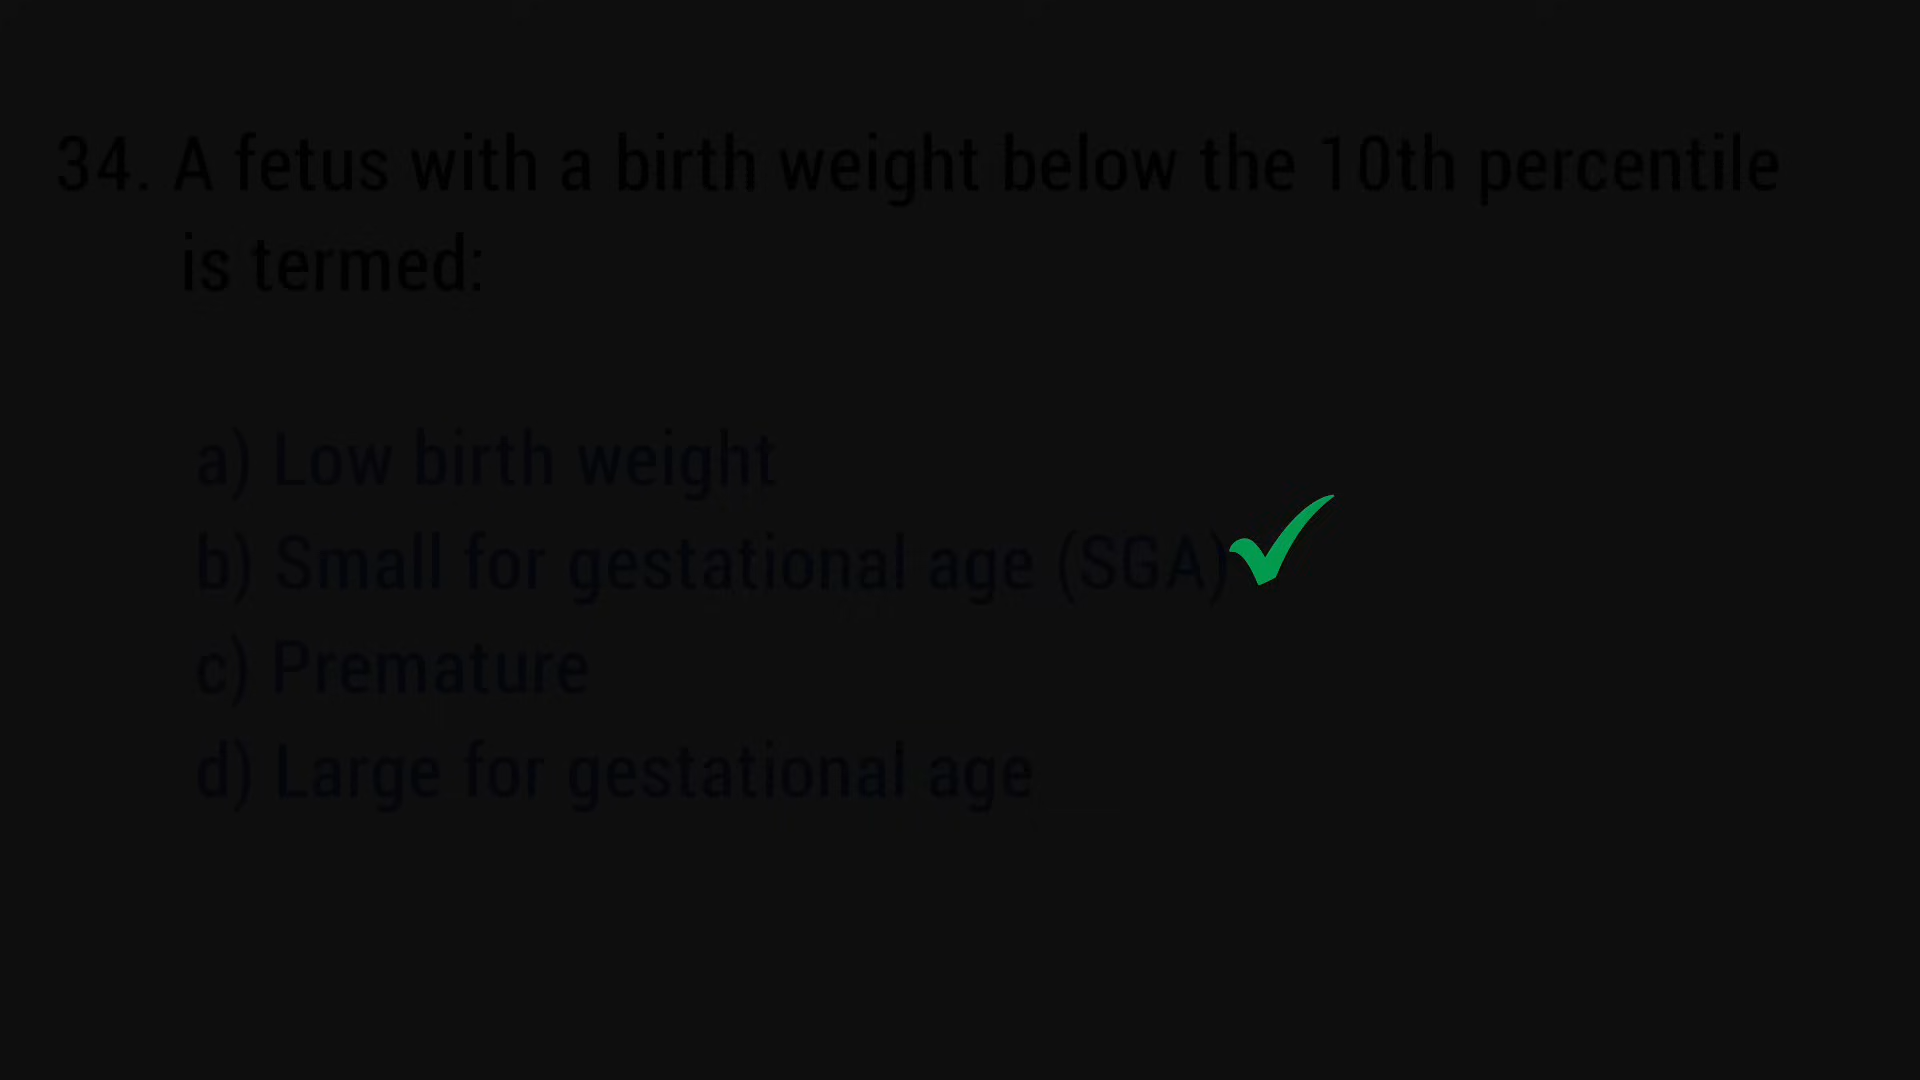 34. A fetus with a birth weight below the 10th percentile
is termed:
a) Low birth weight
b) Small for gestational age (SGA)
c) Premature
d) Large for gestational age